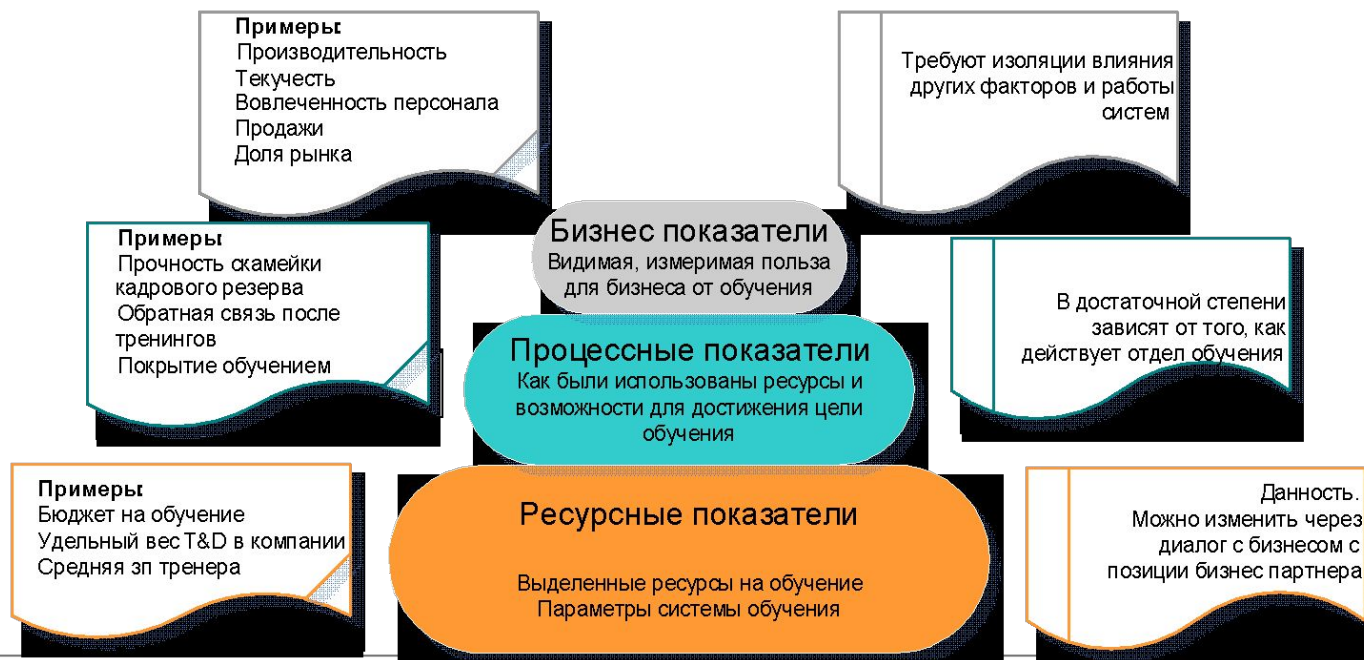 Примеры:
Производительность
Текучесть
Вовлеченность персонала
Продажи
Доля рынка
Требуют изоляции влияния
других факторов и работы
систем
Бизнес показатели
Видимая, измеримая польза
для бизнеса от обучения
Примеры:
Прочность скамейки
кадрового резерва
Обратная связь после
тренингов
Покрытие обучением
Процессные показатели
Как были использованы ресурсы и
возможности для достижения цели
обучения
В достаточной степени
зависят от того, как
действует отдел обучения
Примеры:
Бюджет на обучение
Удельный вес T&D в компании
Средняя зп тренера
Ресурсные показатели
Выделенные ресурсы на обучение
Параметры системы обучения
Данность.
Можно изменить через
диалог с бизнесом с
позиции бизнес партнера